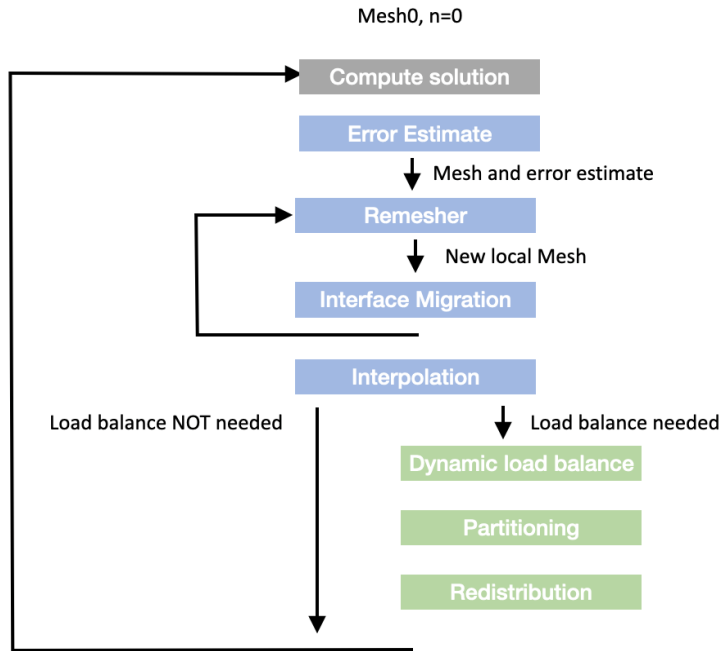 Mesh0, n=0
Compute solution
Error Estimate
Mesh and error estimate
Remesher
New local Mesh
Interface Migration
Interpolation
Load balance NOT needed
Load balance needed
Dynamic load balance
Partitioning
Redistribution